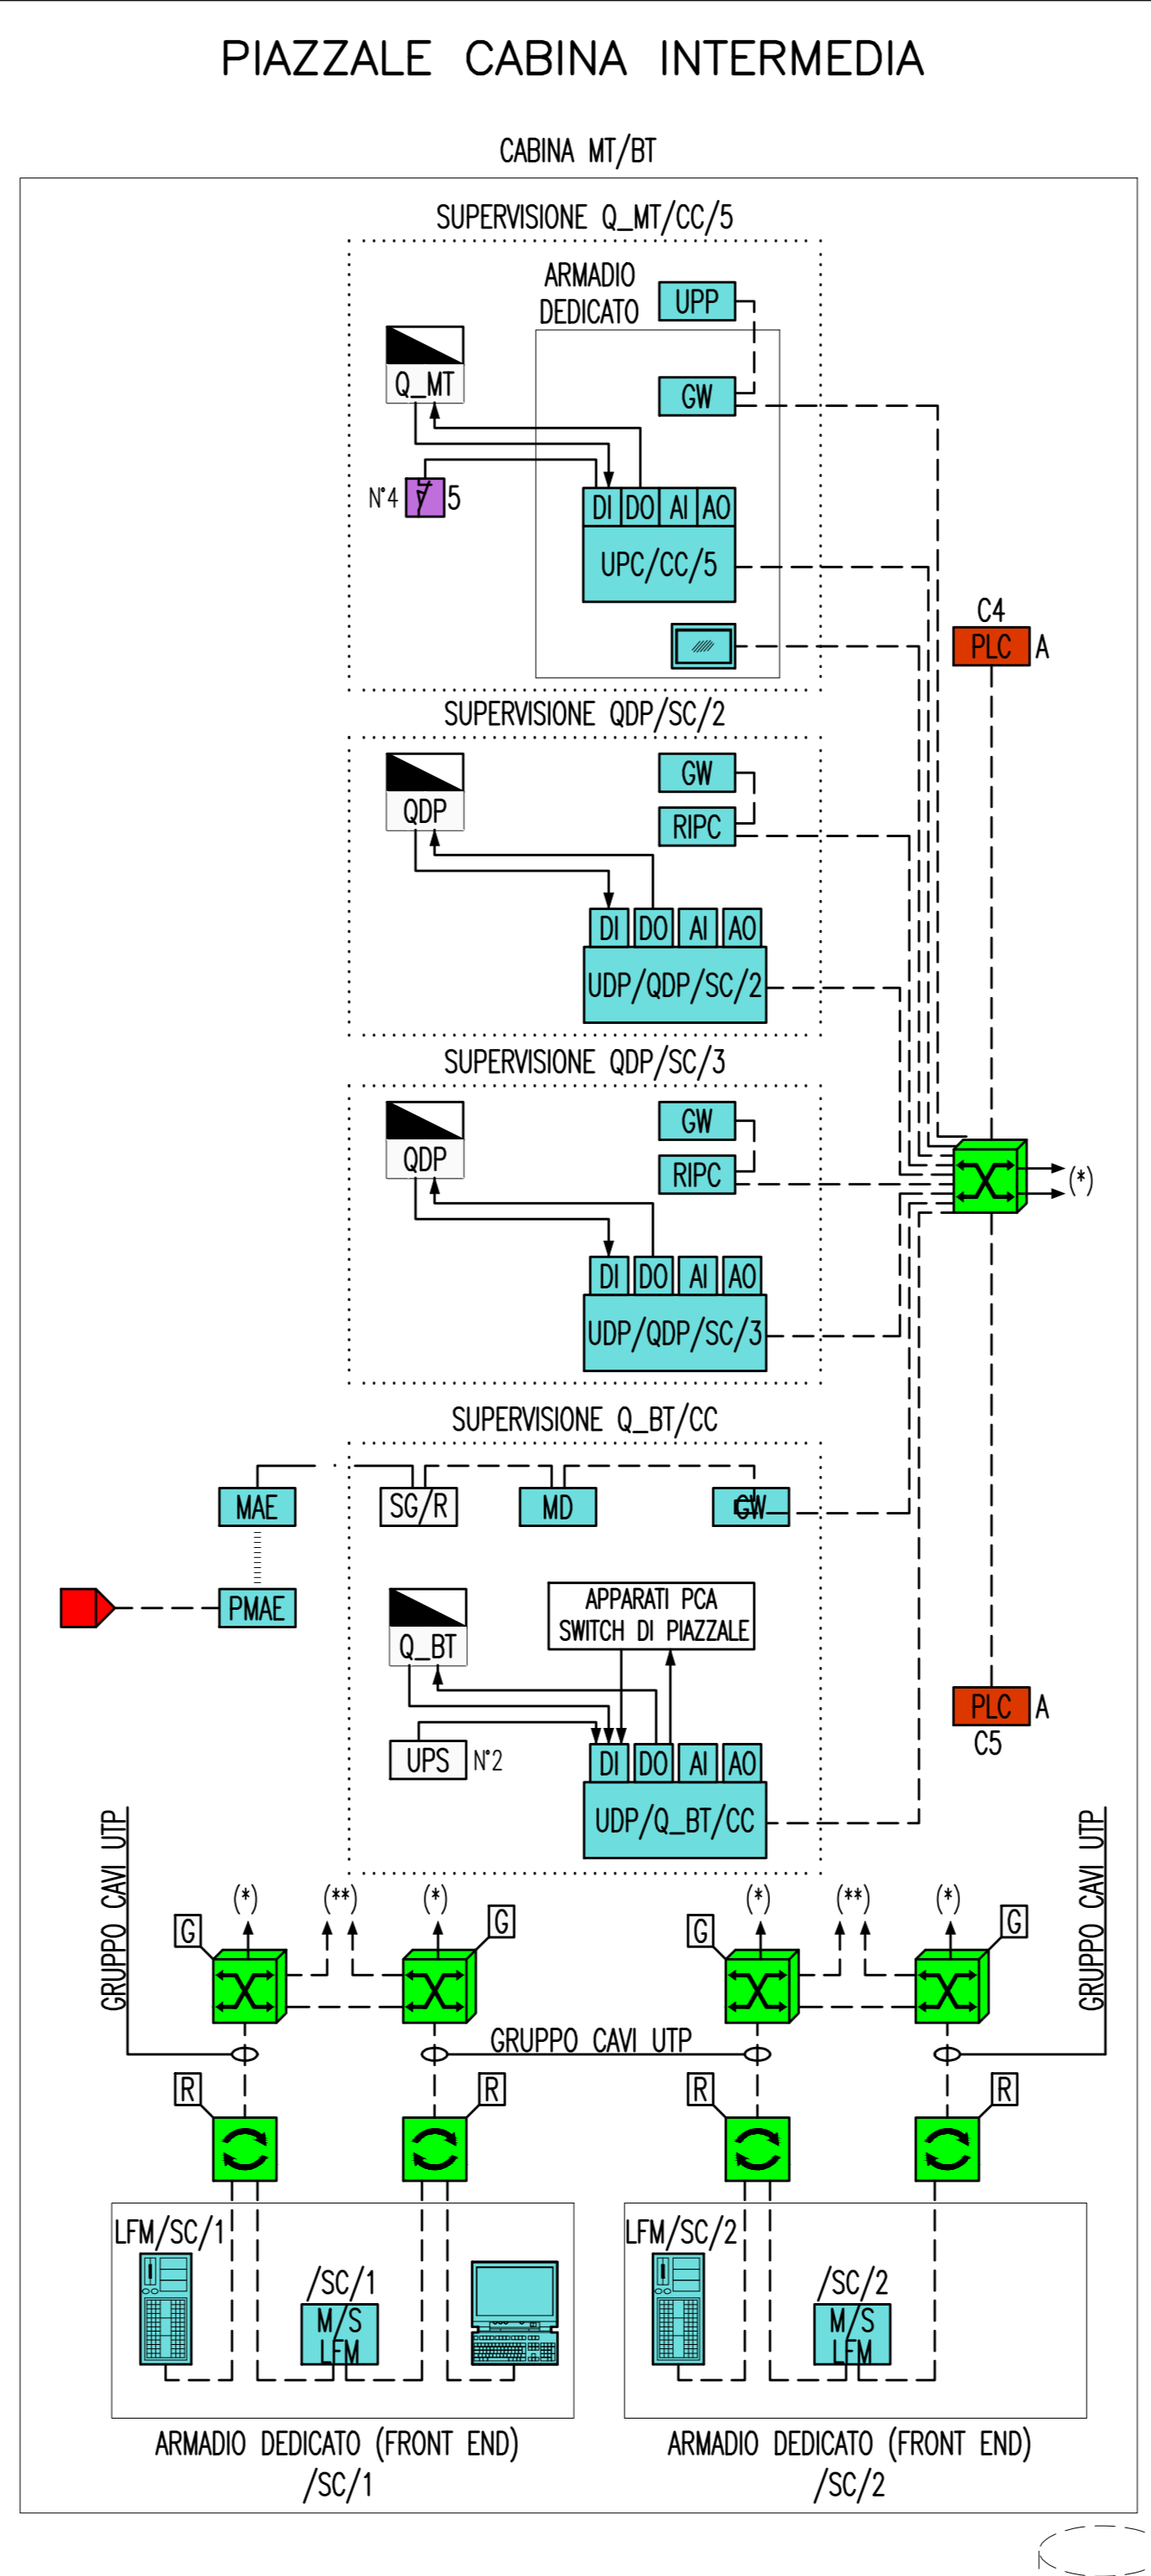 PIAZZALE CABINA INTERMEDIA
CABINA MT/BT
SUPERVISIONE Q_MT/CC/5
ARMADIO
DEDICATO
UPP
Q_MT
GW
N°4
5
DI DO AI AO
UPC/CC/5
C4
PLC A
SUPERVISIONE QDP/SC/2
QDP
GW
RIPC
DI DO AI AO
UDP/QDP/SC/2
SUPERVISIONE QDP/SC/3
QDP
GW
RIPC
(*)
DI DO AI AO
UDP/QDP/SC/3
SUPERVISIONE Q_BT/CC
MAE
SG/R
MD
GW
PMAE
Q_BT
APPARATI PCA
SWITCH DI PIAZZALE
PLC A
C5
UPS N°2
DI DO AI AO
UDP/Q_BT/CC
GRUPPO CAVI UTP
GRUPPO CAVI UTP
(*) (**) (*) (*) (**) (*)
G G G G
GRUPPO CAVI UTP
R R R R
LFM/SC/1
/SC/1
M/S
LFM
LFM/SC/2
/SC/2
M/S
LFM
ARMADIO DEDICATO (FRONT END)
/SC/1
ARMADIO DEDICATO (FRONT END)
/SC/2